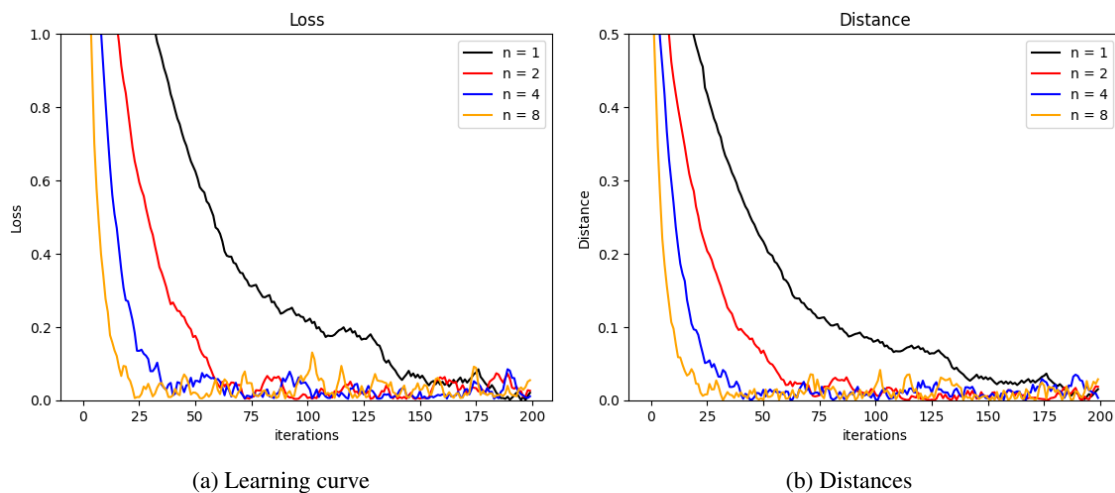 Loss
1.0
0.8
0.6
0.4
0.2
0.0
Loss
0
25
50
75
100
125
150
175
200
iterations
n = 1
n = 2
n = 4
n = 8
(a) Learning curve
Distance
0.5
0.4
0.3
0.2
0.1
0.0
Distance
0
25
50
75
100
125
150
175
200
iterations
n = 1
n = 2
n = 4
n = 8
(b) Distances